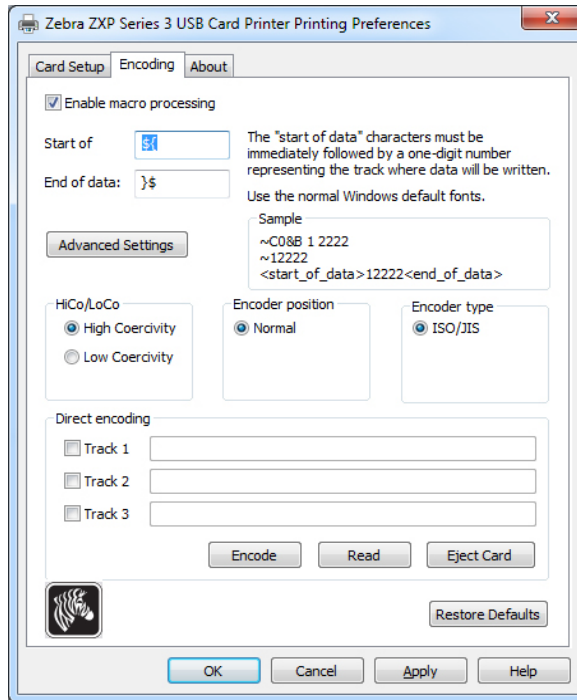 Zebra ZXP Series 3 USB Card Printer Printing Preferences
Card Setup Encoding About
Enable macro processing
Start of ${
End of data: }$
The "start of data" characters must be
immediately followed by a one-digit number
representing the track where data will be written.
Use the normal Windows default fonts.
Advanced Settings
Sample
~C0&B 1 2222
~12222
<start_of_data>12222<end_of_data>
HiCo/LoCo
High Coercivity
Low Coercivity
Encoder position
Normal
Encoder type
ISO/JIS
Direct encoding
Track 1
Track 2
Track 3
Encode Read Eject Card
Restore Defaults
OK Cancel Apply Help